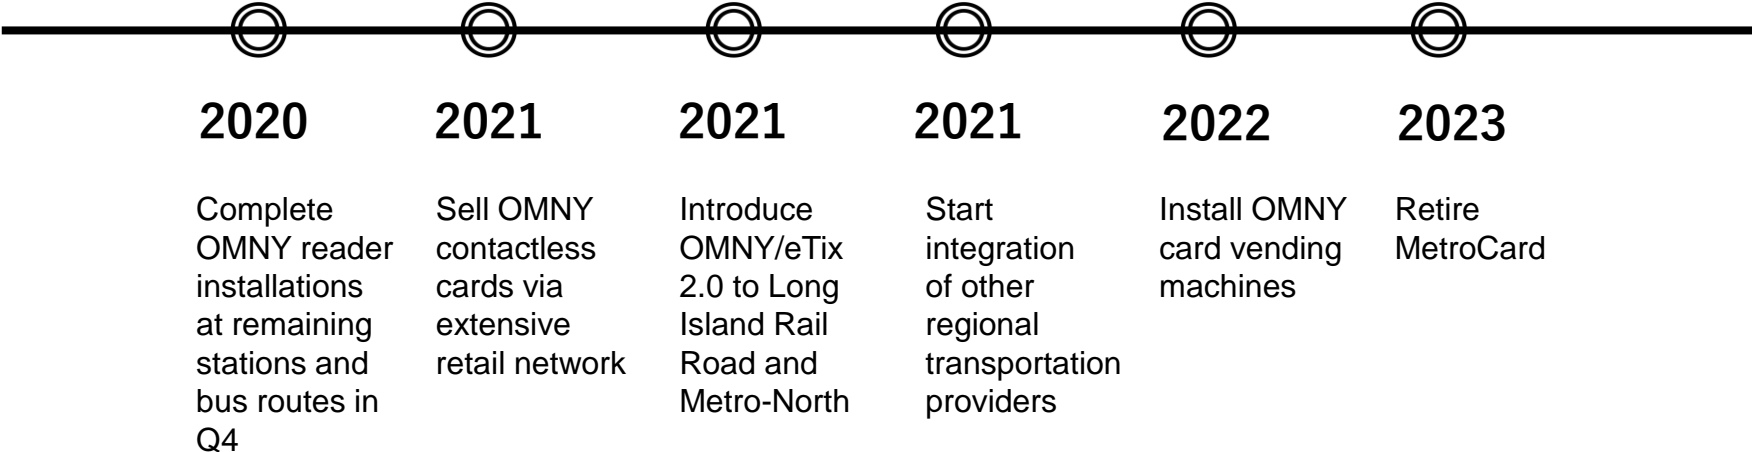 2020
Complete
OMNY reader
installations
at remaining
stations and
bus routes in
Q4
2021
Sell OMNY
contactless
cards via
extensive
retail network
2021
Introduce
OMNY/eTix
2.0 to Long
Island Rail
Road and
Metro-North
2021
Start
integration
of other
regional
transportation
providers
2022
Install OMNY
card vending
machines
2023
Retire
MetroCard